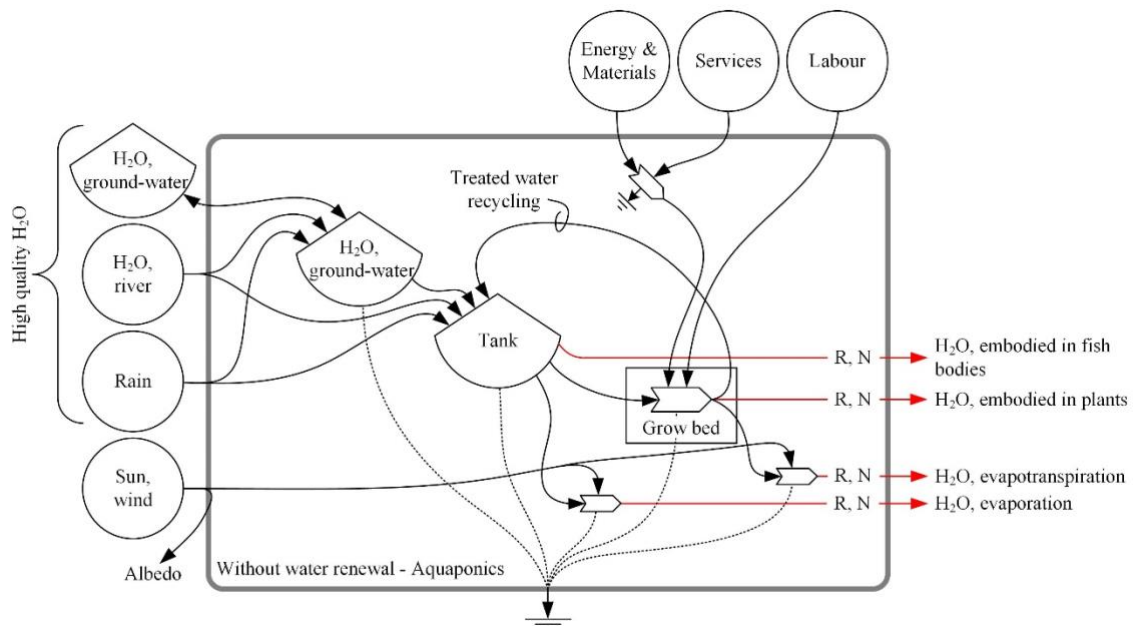 Energy &
Materials
Services
Labour
H₂O,
ground-water
H₂O,
river
Rain
Sun,
wind
High quality H₂O
Albedo
Treated water
recycling
H₂O,
ground-water
Tank
Grow bed
R, N
H₂O, embodied in fish
bodies
R, N
H₂O, embodied in plants
R, N
H₂O, evapotranspiration
R, N
H₂O, evaporation
Without water renewal - Aquaponics